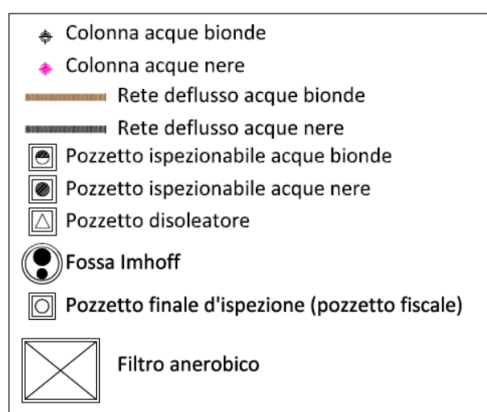 Colonna acque bionde
Colonna acque nere
Rete deflusso acque bionde
Rete deflusso acque nere
Pozzetto ispezionabile acque bionde
Pozzetto ispezionabile acque nere
Pozzetto disoleatore
Fossa Imhoff
Pozzetto finale d'ispezione (pozzetto fiscale)
Filtro anerobico